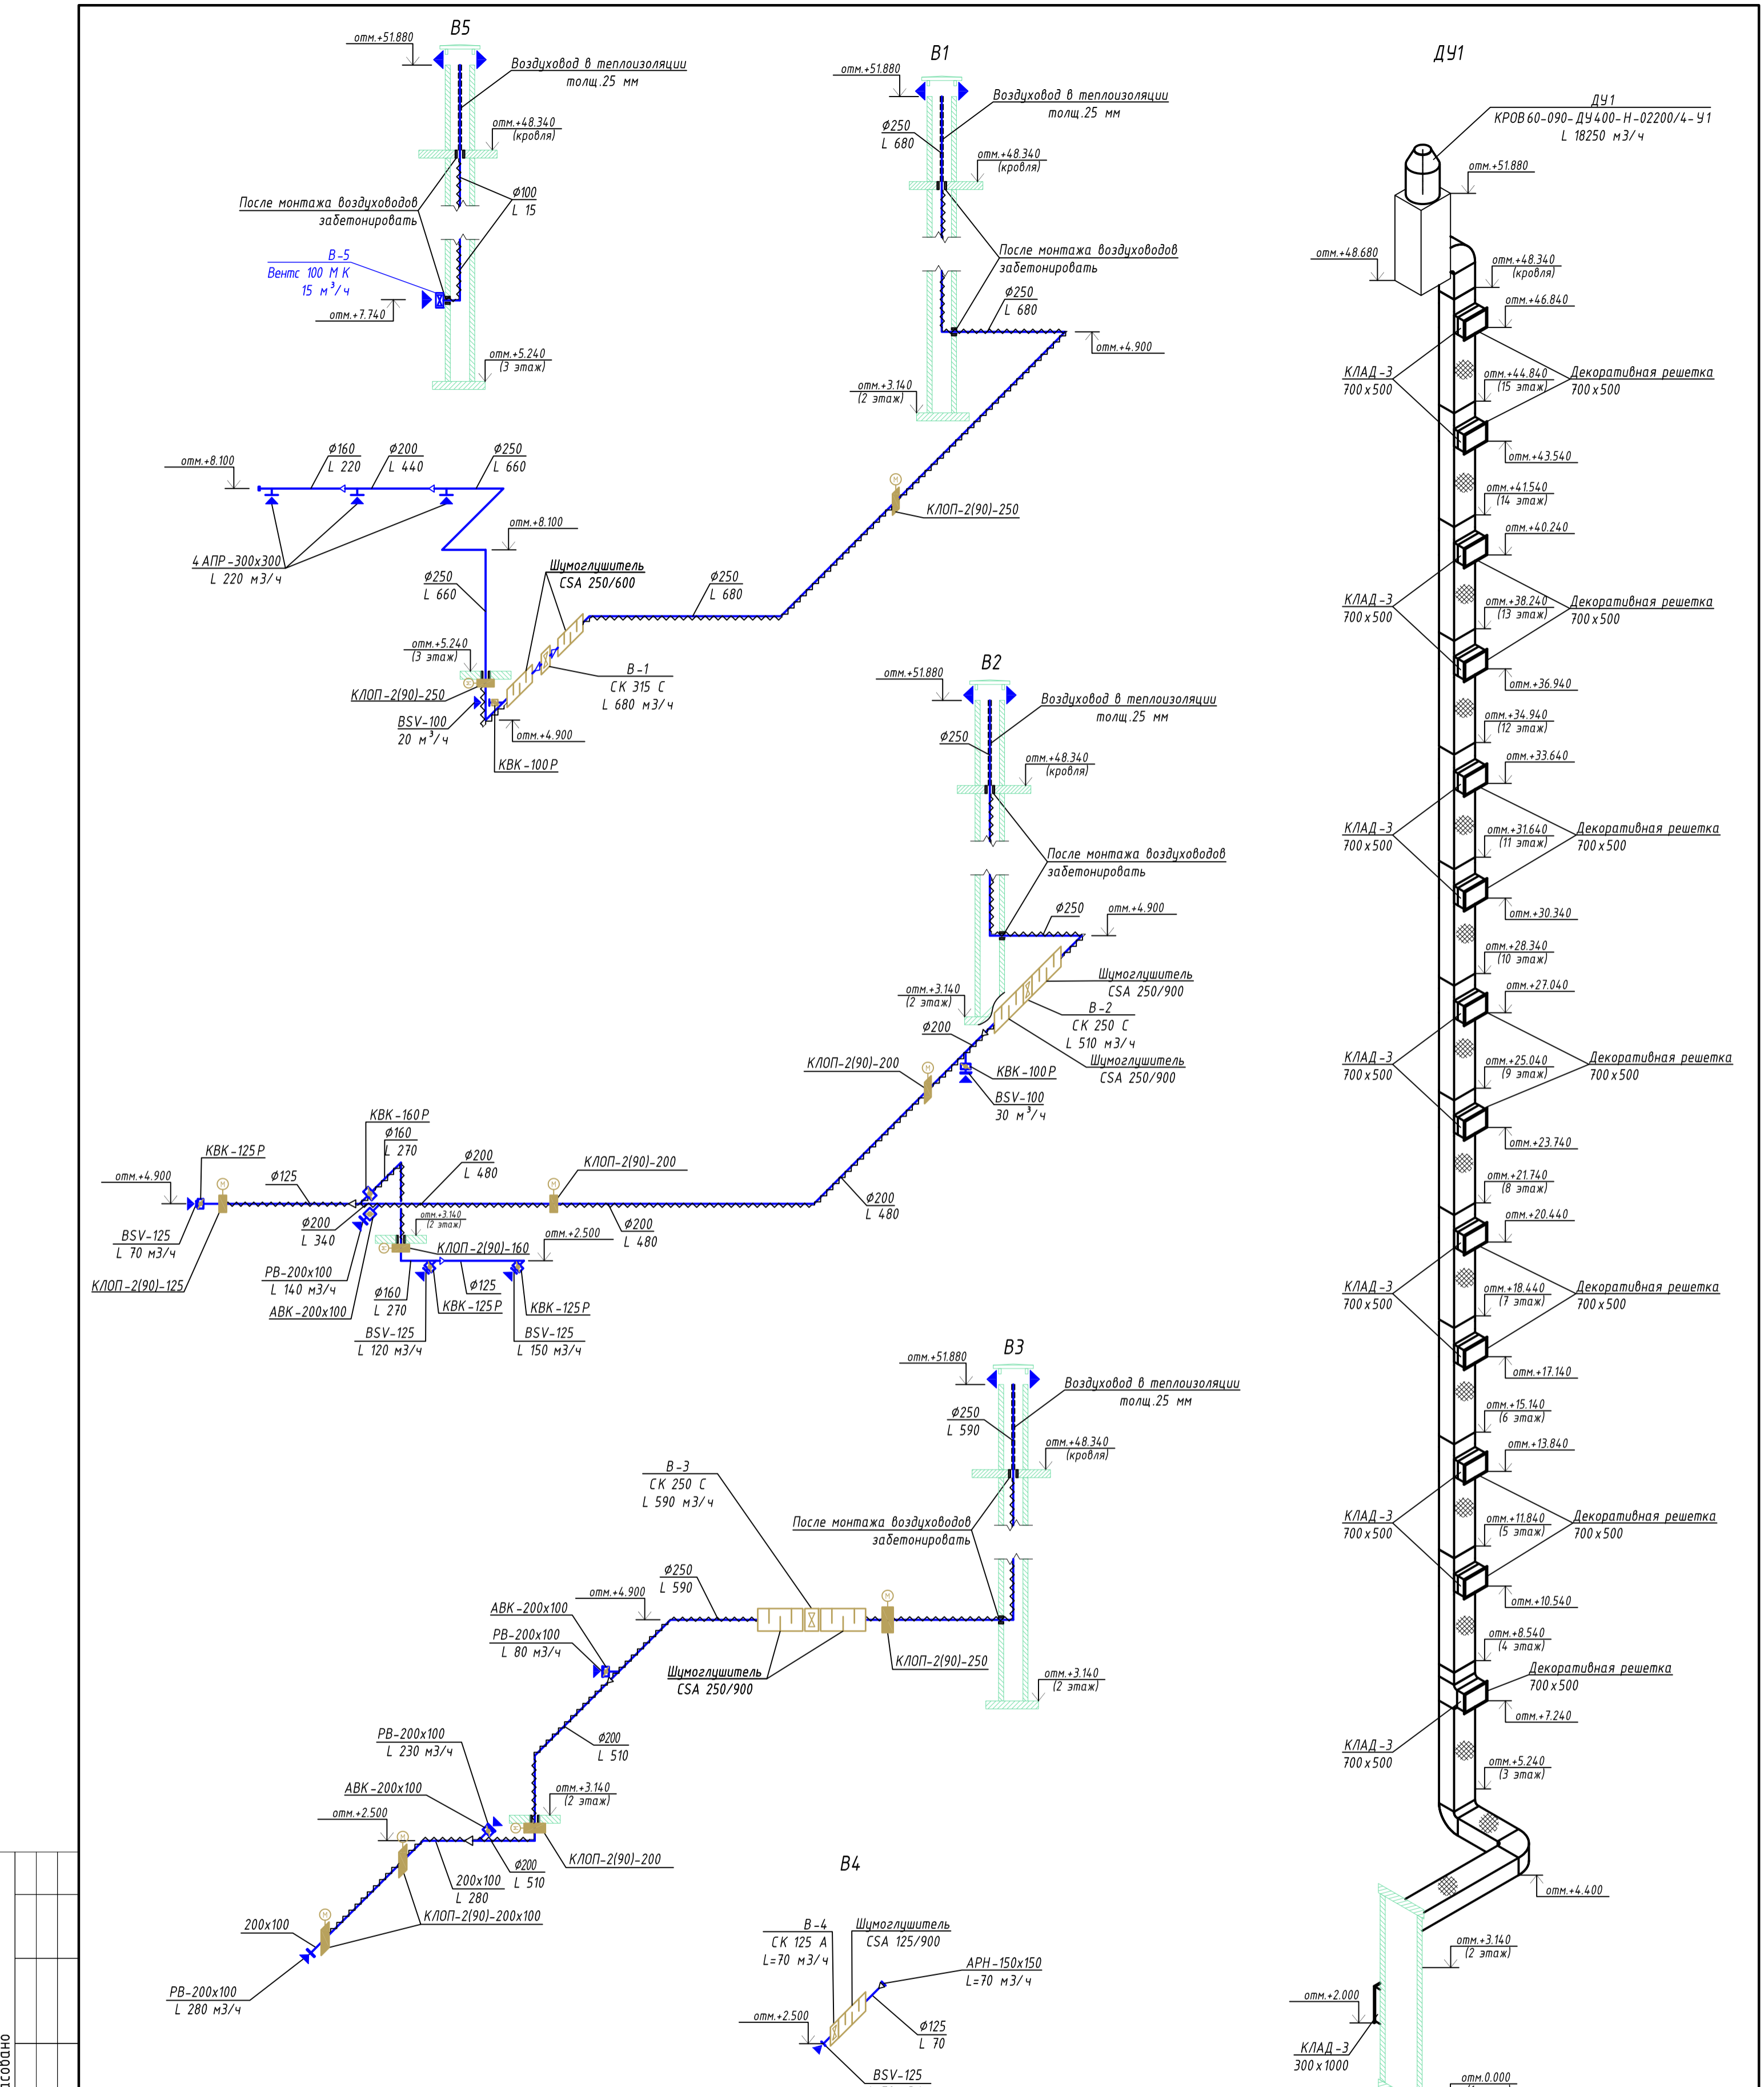 В5
отм.+51.880
Воздуховод в теплоизоляции
толщ.25 мм
отм.+48.340
(кровля)
После монтажа воздуховодов
забетонировать
Ø100
L 15
В-5
Вентс 100 М К
15 м³/ч
отм.+7.740
отм.+5.240
(3 этаж)
В1
отм.+51.880
Воздуховод в теплоизоляции
толщ.25 мм
Ø250
L 680
отм.+48.340
(кровля)
После монтажа воздуховодов
забетонировать
Ø250
L 680
отм.+4.900
отм.+3.140
(2 этаж)
КЛОП-2(90)-250
Ø160
L 220
Ø200
L 440
Ø250
L 660
отм.+8.100
отм.+8.100
4 АПР-300х300
L 220 м3/ч
Ø250
L 660
Шумоглушитель
CSA 250/600
Ø250
L 680
отм.+5.240
(3 этаж)
КЛОП-2(90)-250
В-1
СК 315 С
L 680 м3/ч
BSV-100
20 м³/ч
отм.+4.900
КВК-100Р
В2
отм.+51.880
Воздуховод в теплоизоляции
толщ.25 мм
Ø250
отм.+48.340
(кровля)
После монтажа воздуховодов
забетонировать
Ø250
отм.+4.900
отм.+3.140
(2 этаж)
Шумоглушитель
CSA 250/900
В-2
СК 250 С
L 510 м3/ч
Шумоглушитель
CSA 250/900
Ø200
КЛОП-2(90)-200
КВК-100Р
BSV-100
30 м³/ч
КВК-160Р
Ø160
L 270
КВК-125Р
Ø200
L 480
КЛОП-2(90)-200
отм.+4.900
Ø125
Ø200
L 480
BSV-125
L 70 м3/ч
Ø200
L 340
отм.+3.140
(2 этаж)
Ø200
L 480
отм.+2.500
КЛОП-2(90)-160
КЛОП-2(90)-125
РВ-200х100
L 140 м3/ч
АВК-200х100
Ø160
L 270
Ø125
КВК-125Р
КВК-125Р
BSV-125
L 120 м3/ч
BSV-125
L 150 м3/ч
В3
отм.+51.880
Воздуховод в теплоизоляции
толщ.25 мм
Ø250
L 590
отм.+48.340
(кровля)
В-3
СК 250 С
L 590 м3/ч
После монтажа воздуховодов
забетонировать
Ø250
L 590
отм.+4.900
АВК-200х100
РВ-200х100
L 80 м3/ч
Шумоглушитель
CSA 250/900
КЛОП-2(90)-250
отм.+3.140
(2 этаж)
Ø200
L 510
РВ-200х100
L 230 м3/ч
АВК-200х100
отм.+3.140
(2 этаж)
отм.+2.500
КЛОП-2(90)-200
Ø200
L 510
200х100
L 280
КЛОП-2(90)-200х100
200х100
РВ-200х100
L 280 м3/ч
В4
В-4
СК 125 А
L=70 м3/ч
Шумоглушитель
CSA 125/900
АРН-150х150
L=70 м3/ч
отм.+2.500
Ø125
L 70
BSV-125
ДУ1
ДУ1
КРОВ60-090-ДУ400-Н-02200/4-У1
L 18250 м3/ч
отм.+51.880
отм.+48.680
отм.+48.340
(кровля)
отм.+46.840
КЛАД-3
700х500
отм.+44.840
(15 этаж)
Декоративная решетка
700х500
отм.+43.540
отм.+41.540
(14 этаж)
отм.+40.240
КЛАД-3
700х500
отм.+38.240
(13 этаж)
Декоративная решетка
700х500
отм.+36.940
отм.+34.940
(12 этаж)
отм.+33.640
КЛАД-3
700х500
отм.+31.640
(11 этаж)
Декоративная решетка
700х500
отм.+30.340
отм.+28.340
(10 этаж)
отм.+27.040
КЛАД-3
700х500
отм.+25.040
(9 этаж)
Декоративная решетка
700х500
отм.+23.740
отм.+21.740
(8 этаж)
отм.+20.440
КЛАД-3
700х500
отм.+18.440
(7 этаж)
Декоративная решетка
700х500
отм.+17.140
отм.+15.140
(6 этаж)
отм.+13.840
КЛАД-3
700х500
отм.+11.840
(5 этаж)
Декоративная решетка
700х500
отм.+10.540
отм.+8.540
(4 этаж)
Декоративная решетка
700х500
отм.+7.240
КЛАД-3
700х500
отм.+5.240
(3 этаж)
отм.+4.400
отм.+3.140
(2 этаж)
отм.+2.000
КЛАД-3
300х1000
отм.0.000